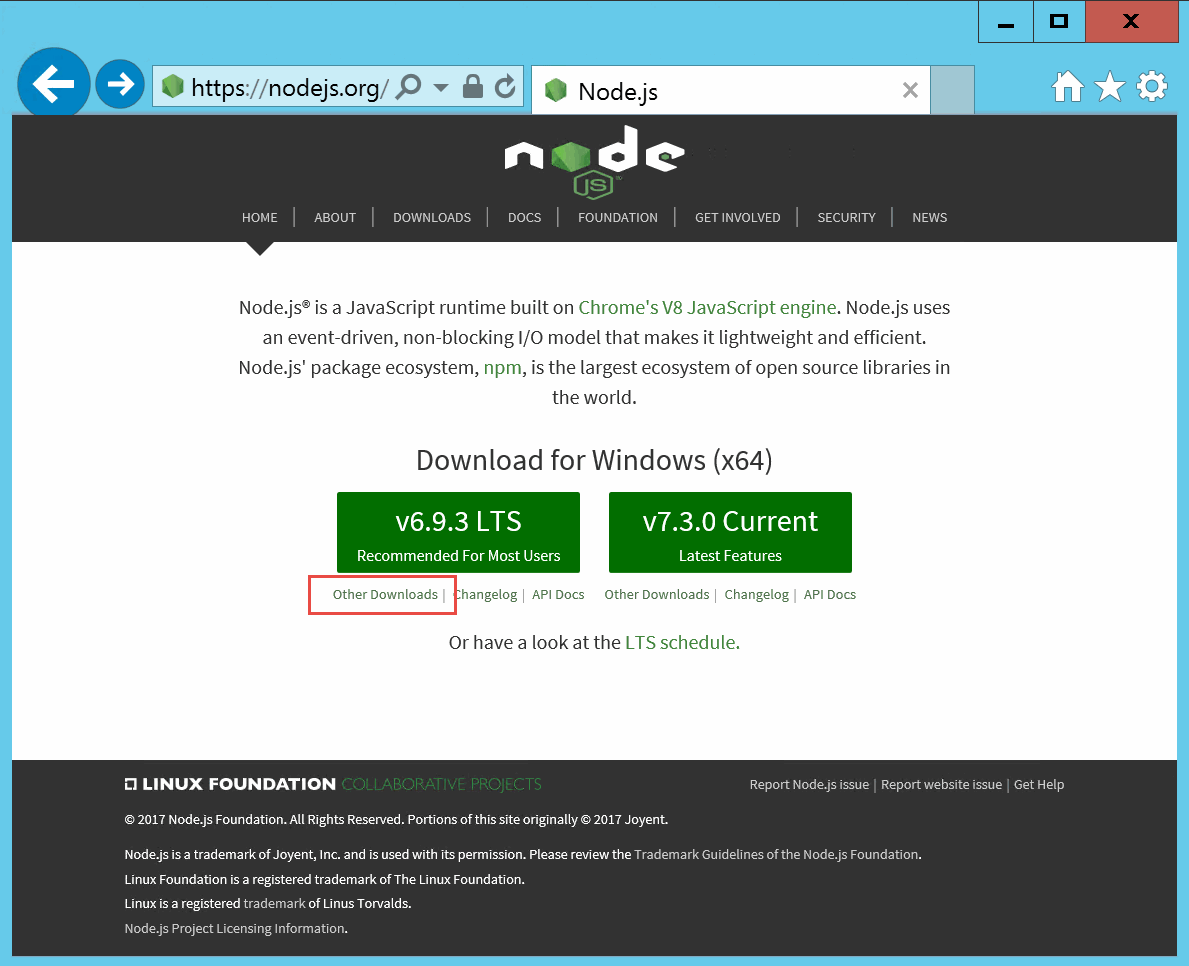 https://nodejs.org/
Node.js
node
JS®
HOME | ABOUT | DOWNLOADS | DOCS | FOUNDATION | GET INVOLVED | SECURITY | NEWS
Node.js® is a JavaScript runtime built on Chrome's V8 JavaScript engine. Node.js uses
an event-driven, non-blocking I/O model that makes it lightweight and efficient.
Node.js' package ecosystem, npm, is the largest ecosystem of open source libraries in
the world.
Download for Windows (x64)
v6.9.3 LTS
Recommended For Most Users
v7.3.0 Current
Latest Features
Other Downloads | Changelog | API Docs
Other Downloads | Changelog | API Docs
Or have a look at the LTS schedule.
LINUX FOUNDATION COLLABORATIVE PROJECTS
Report Node.js issue | Report website issue | Get Help
© 2017 Node.js Foundation. All Rights Reserved. Portions of this site originally © 2017 Joyent.
Node.js is a trademark of Joyent, Inc. and is used with its permission. Please review the Trademark Guidelines of the Node.js Foundation.
Linux Foundation is a registered trademark of The Linux Foundation.
Linux is a registered trademark of Linus Torvalds.
Node.js Project Licensing Information.